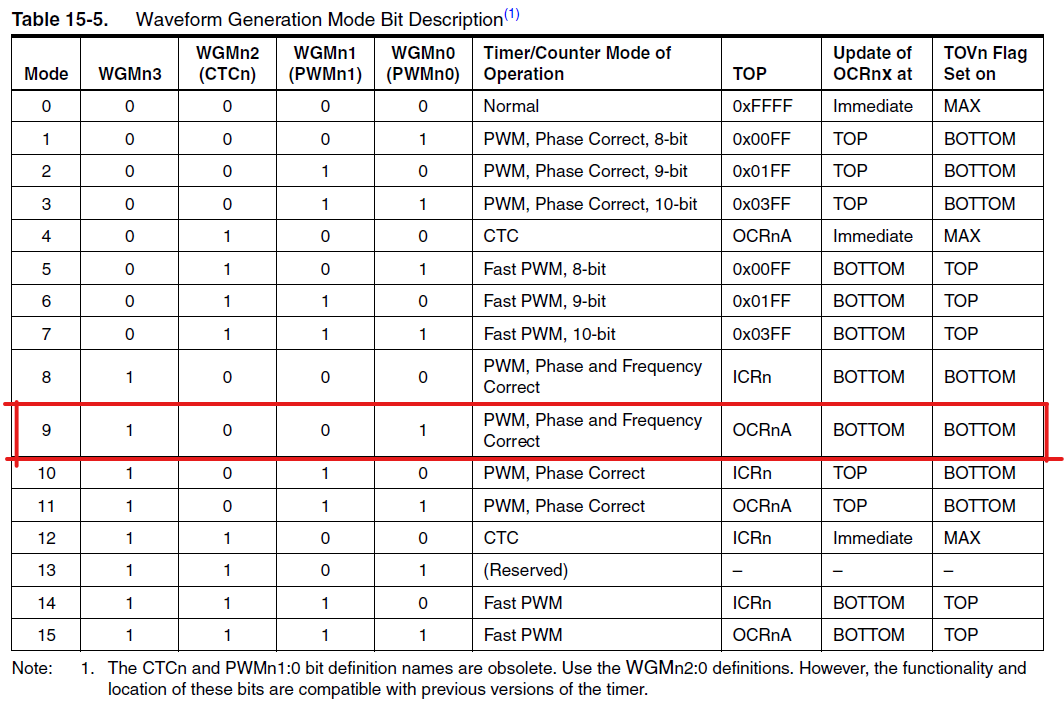 Table 15-5. Waveform Generation Mode Bit Description(1)
Mode WGMn3 WGMn2 (CTCn) WGMn1 (PWMn1) WGMn0 (PWMn0) Timer/Counter Mode of Operation TOP Update of OCRnx at TOVn Flag Set on
0 0 0 0 0 Normal 0xFFFF Immediate MAX
1 0 0 0 1 PWM, Phase Correct, 8-bit 0x00FF TOP BOTTOM
2 0 0 1 0 PWM, Phase Correct, 9-bit 0x01FF TOP BOTTOM
3 0 0 1 1 PWM, Phase Correct, 10-bit 0x03FF TOP BOTTOM
4 0 1 0 0 CTC OCRnA Immediate MAX
5 0 1 0 1 Fast PWM, 8-bit 0x00FF BOTTOM TOP
6 0 1 1 0 Fast PWM, 9-bit 0x01FF BOTTOM TOP
7 0 1 1 1 Fast PWM, 10-bit 0x03FF BOTTOM TOP
8 1 0 0 0 PWM, Phase and Frequency Correct ICRn BOTTOM BOTTOM
9 1 0 0 1 PWM, Phase and Frequency Correct OCRnA BOTTOM BOTTOM
10 1 0 1 0 PWM, Phase Correct ICRn TOP BOTTOM
11 1 0 1 1 PWM, Phase Correct OCRnA TOP BOTTOM
12 1 1 0 0 CTC ICRn Immediate MAX
13 1 1 0 1 (Reserved) – – –
14 1 1 1 0 Fast PWM ICRn BOTTOM TOP
15 1 1 1 1 Fast PWM OCRnA BOTTOM TOP
Note: 1. The CTCn and PWMn1:0 bit definition names are obsolete. Use the WGMn2:0 definitions. However, the functionality and
location of these bits are compatible with previous versions of the timer.